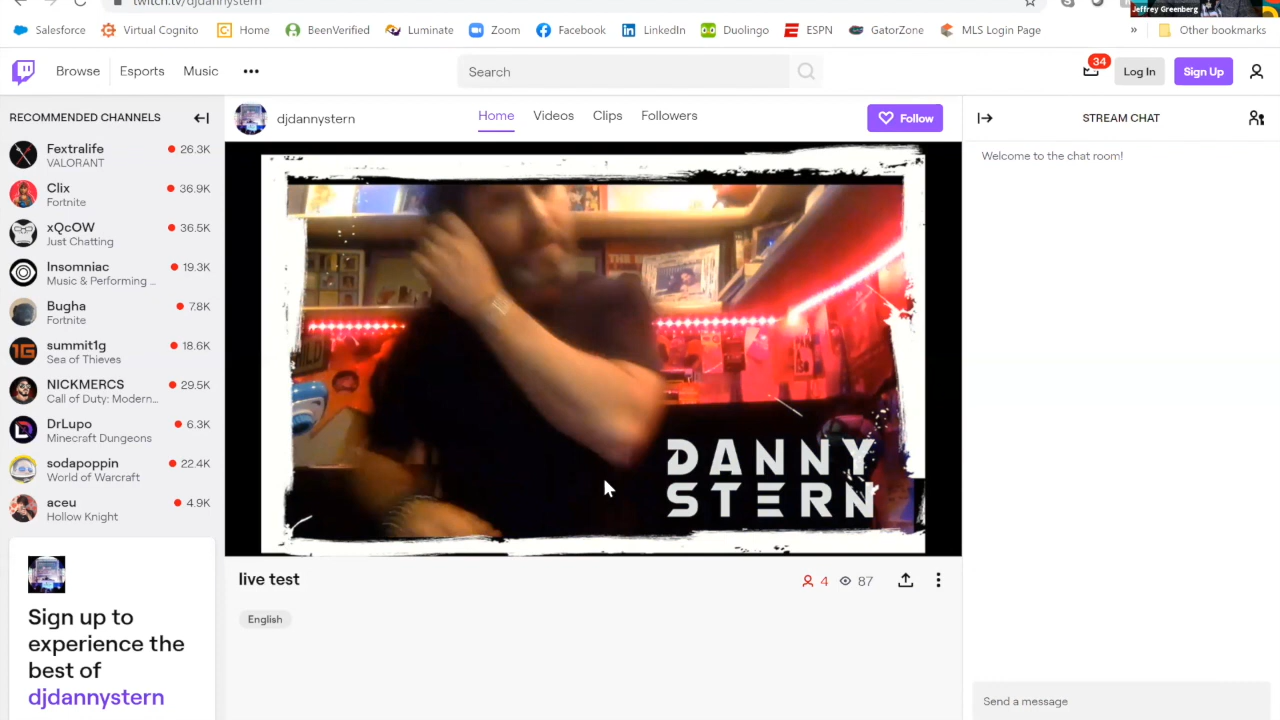 twitch.tv/djdannystern
Jeffrey Greenberg
Salesforce
Virtual Cognito
Home
BeenVerified
Luminate
Zoom
Facebook
LinkedIn
Duolingo
ESPN
GatorZone
MLS Login Page
»
Other bookmarks
Browse
Esports
Music
•••
Search
34
Log In
Sign Up
RECOMMENDED CHANNELS
Fextralife
26.3K
VALORANT
Clix
36.9K
Fortnite
xQcOW
36.5K
Just Chatting
Insomniac
19.3K
Music & Performing ...
Bugha
7.8K
Fortnite
summit1g
18.6K
Sea of Thieves
NICKMERCS
29.5K
Call of Duty: Modern...
DrLupo
6.3K
Minecraft Dungeons
sodapoppin
22.4K
World of Warcraft
aceu
4.9K
Hollow Knight
Sign up to
experience the
best of
djdannystern
djdannystern
Home
Videos
Clips
Followers
Follow
DANNY
STERN
live test
4
87
English
STREAM CHAT
Welcome to the chat room!
Send a message